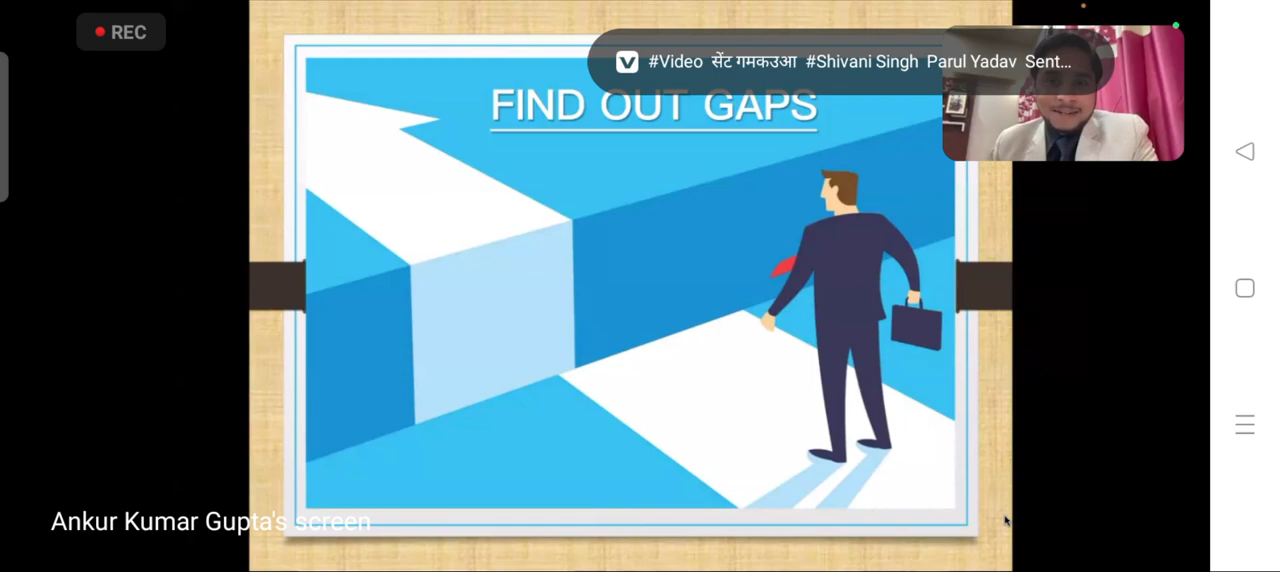 REC
#Video सेंट गमकउआ #Shivani Singh Parul Yadav Sent...
FIND OUT GAPS
Ankur Kumar Gupta's screen